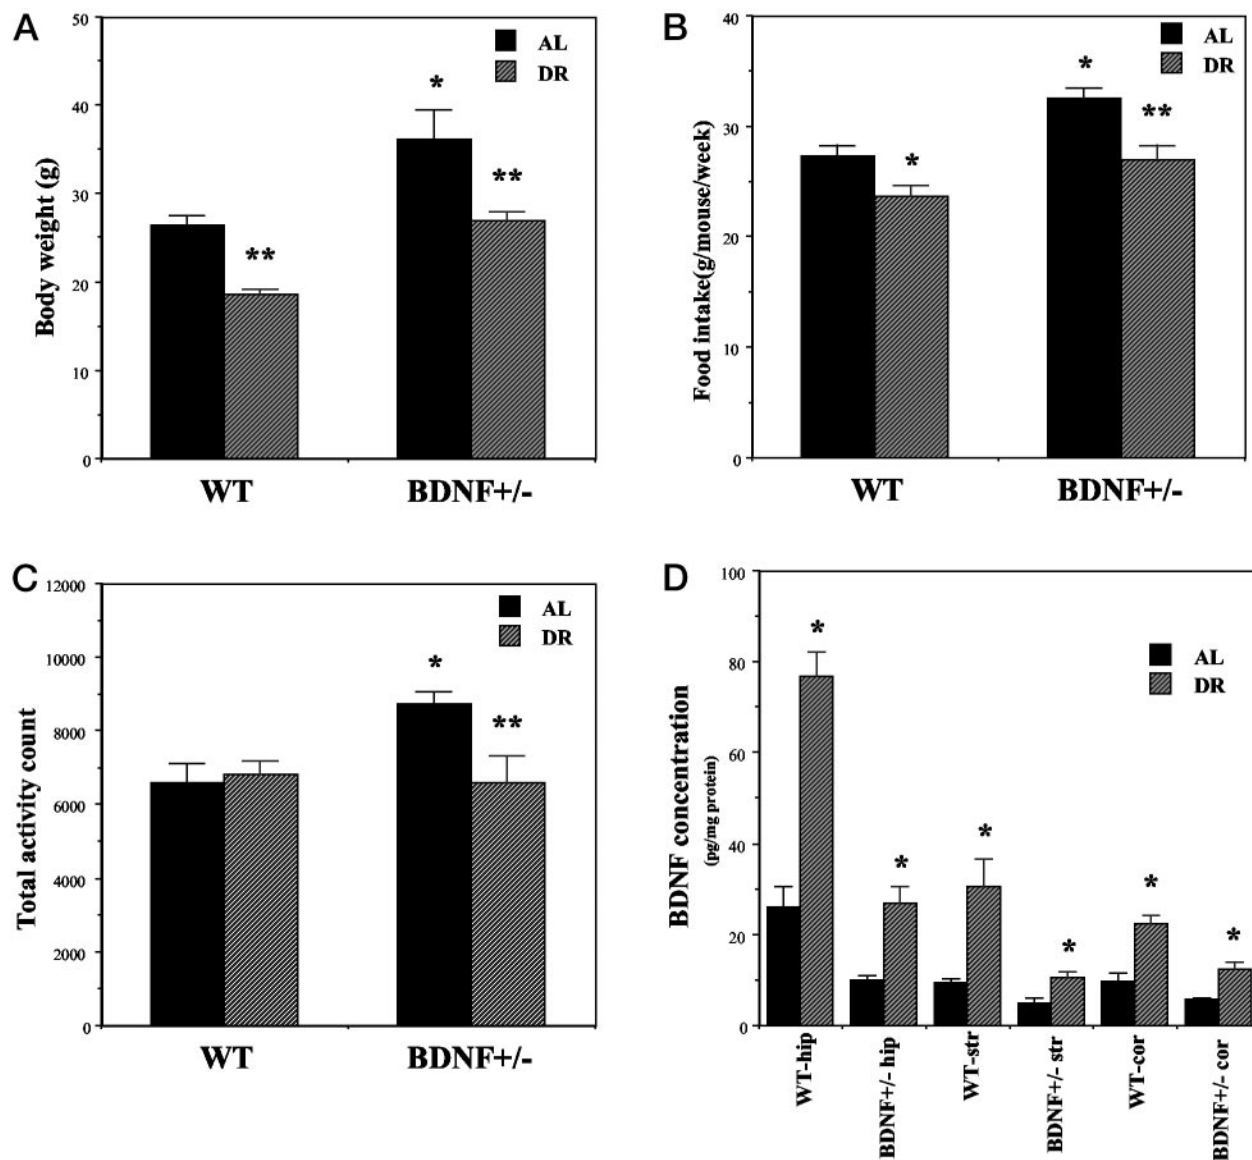 A
50
40
30
20
10
0
Body weight (g)
AL
DR
*
**
**
WT
BDNF+/-
B
40
30
20
10
0
Food intake(g/mouse/week)
AL
DR
*
*
**
WT
BDNF+/-
C
12000
10000
8000
6000
4000
2000
0
Total activity count
AL
DR
*
**
WT
BDNF+/-
D
100
80
60
40
20
0
BDNF concentration
(pg/mg protein)
AL
DR
*
*
*
*
*
*
WT-hip
BDNF+/- hip
WT-str
BDNF+/- str
WT-cor
BDNF+/- cor